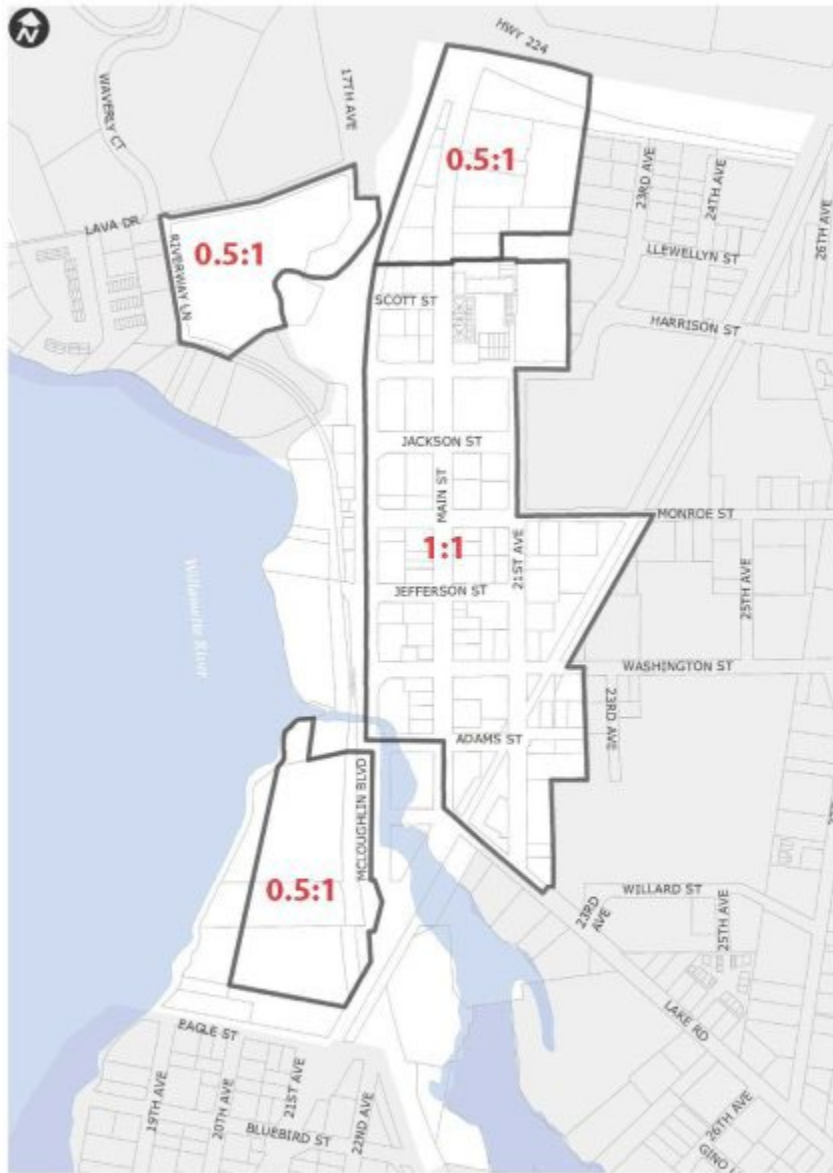 N
HWY 224
WAVERLY CT
17TH AVE
0.5:1
23RD AVE
24TH AVE
26TH AVE
LAVA DR
RIVERWAY LN
0.5:1
LLEWELLYN ST
SCOTT ST
HARRISON ST
JACKSON ST
MAIN ST
MONROE ST
1:1
21ST AVE
25TH AVE
JEFFERSON ST
Willamette River
WASHINGTON ST
23RD AVE
ADAMS ST
MCLOUGHLIN BLVD
0.5:1
WILLARD ST
23RD
AVE
25TH AVE
LAKE RD
EAGLE ST
19TH AVE
20TH AVE
21ST AVE
22ND AVE
BLUEBIRD ST
26TH AVE
GINO